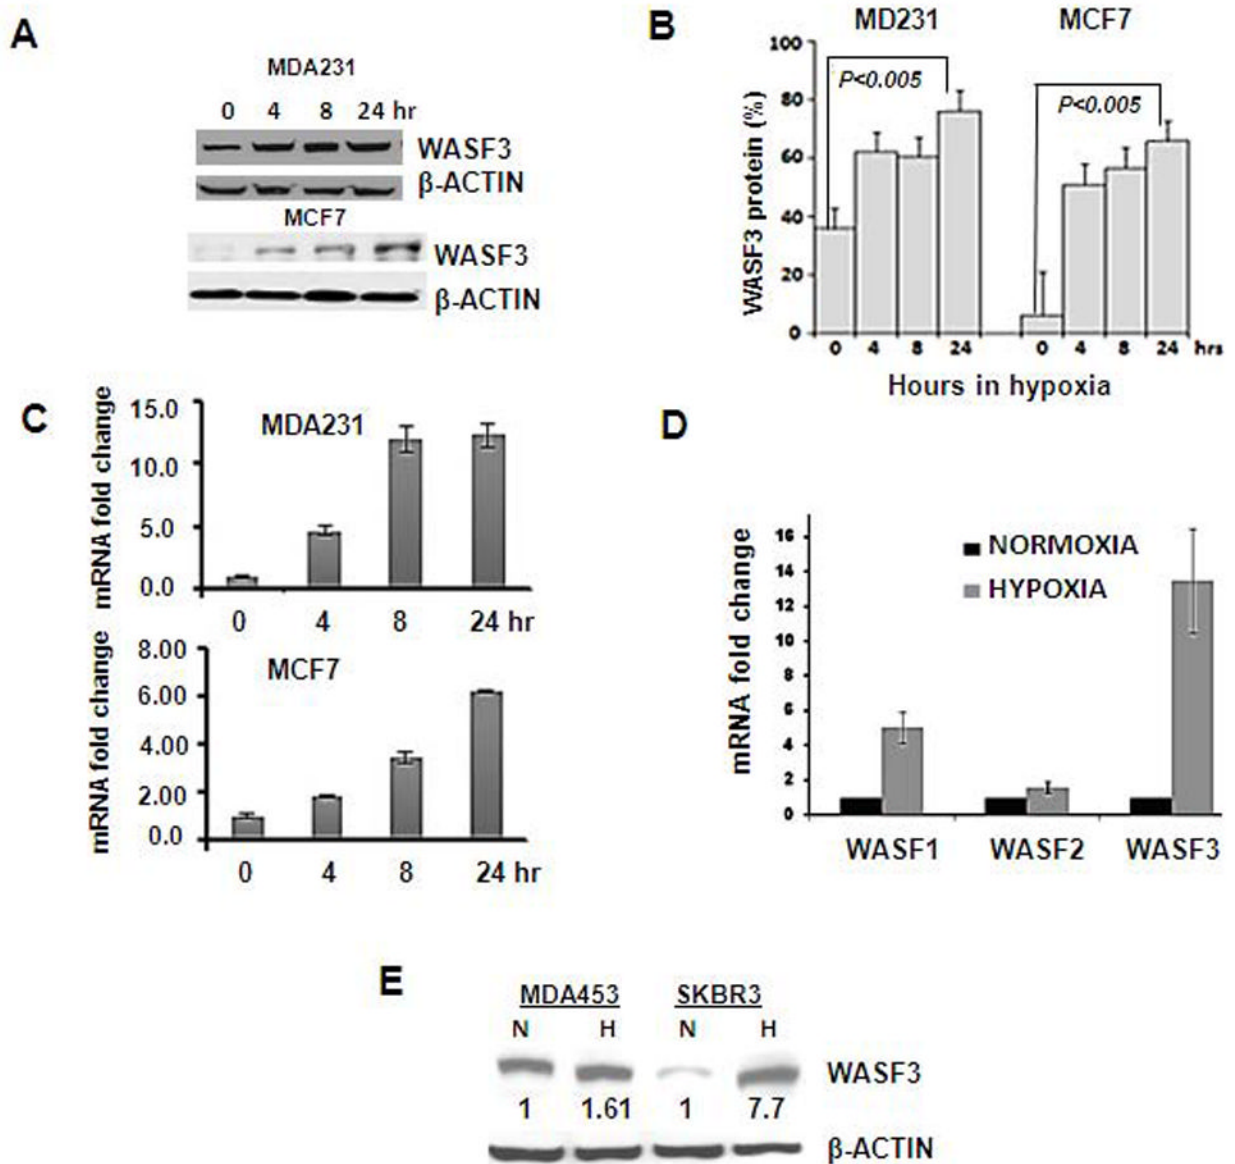 A
MDA231
0 4 8 24 hr
WASF3
β-ACTIN
MCF7
WASF3
β-ACTIN
B
MD231 MCF7
WASF3 protein (%)
100
80
60
40
20
0
P<0.005
P<0.005
0 4 8 24 0 4 8 24 hrs
Hours in hypoxia
C
mRNA fold change
15.0
10.0
5.0
0.0
MDA231
0 4 8 24 hr
mRNA fold change
8.00
6.00
4.00
2.00
0.0
MCF7
0 4 8 24 hr
D
mRNA fold change
16
14
12
10
8
6
4
2
0
NORMOXIA
HYPOXIA
WASF1 WASF2 WASF3
E
MDA453 SKBR3
N H N H
WASF3
1 1.61 1 7.7
β-ACTIN